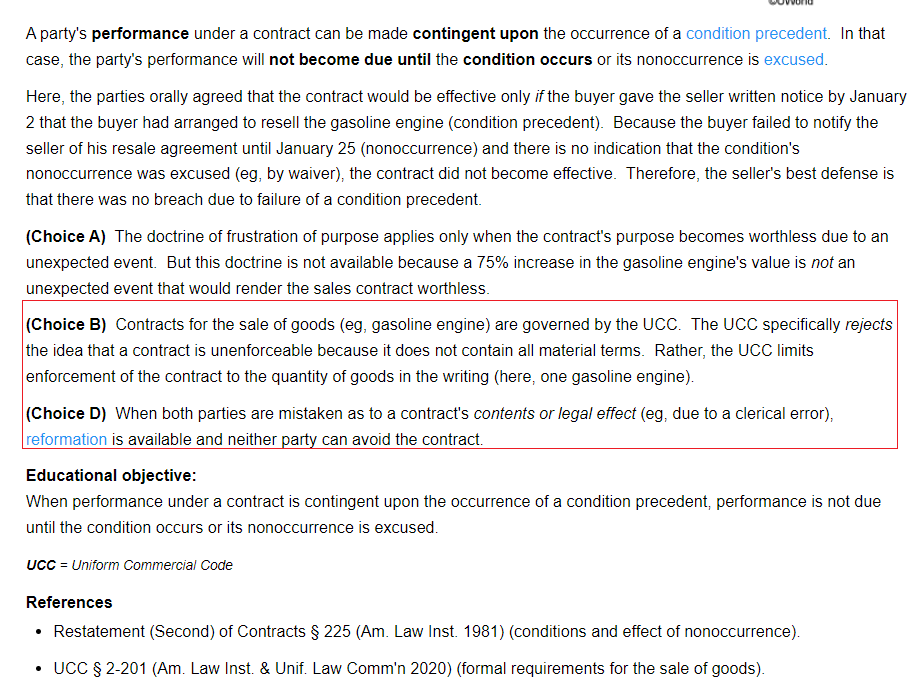 ©UWorld
A party's performance under a contract can be made contingent upon the occurrence of a condition precedent. In that
case, the party's performance will not become due until the condition occurs or its nonoccurrence is excused.
Here, the parties orally agreed that the contract would be effective only if the buyer gave the seller written notice by January
2 that the buyer had arranged to resell the gasoline engine (condition precedent). Because the buyer failed to notify the
seller of his resale agreement until January 25 (nonoccurrence) and there is no indication that the condition's
nonoccurrence was excused (eg, by waiver), the contract did not become effective. Therefore, the seller's best defense is
that there was no breach due to failure of a condition precedent.
(Choice A) The doctrine of frustration of purpose applies only when the contract's purpose becomes worthless due to an
unexpected event. But this doctrine is not available because a 75% increase in the gasoline engine's value is not an
unexpected event that would render the sales contract worthless.
(Choice B) Contracts for the sale of goods (eg, gasoline engine) are governed by the UCC. The UCC specifically rejects
the idea that a contract is unenforceable because it does not contain all material terms. Rather, the UCC limits
enforcement of the contract to the quantity of goods in the writing (here, one gasoline engine).
(Choice D) When both parties are mistaken as to a contract's contents or legal effect (eg, due to a clerical error),
reformation is available and neither party can avoid the contract.
Educational objective:
When performance under a contract is contingent upon the occurrence of a condition precedent, performance is not due
until the condition occurs or its nonoccurrence is excused.
UCC = Uniform Commercial Code
References
• Restatement (Second) of Contracts § 225 (Am. Law Inst. 1981) (conditions and effect of nonoccurrence).
• UCC § 2-201 (Am. Law Inst. & Unif. Law Comm'n 2020) (formal requirements for the sale of goods).